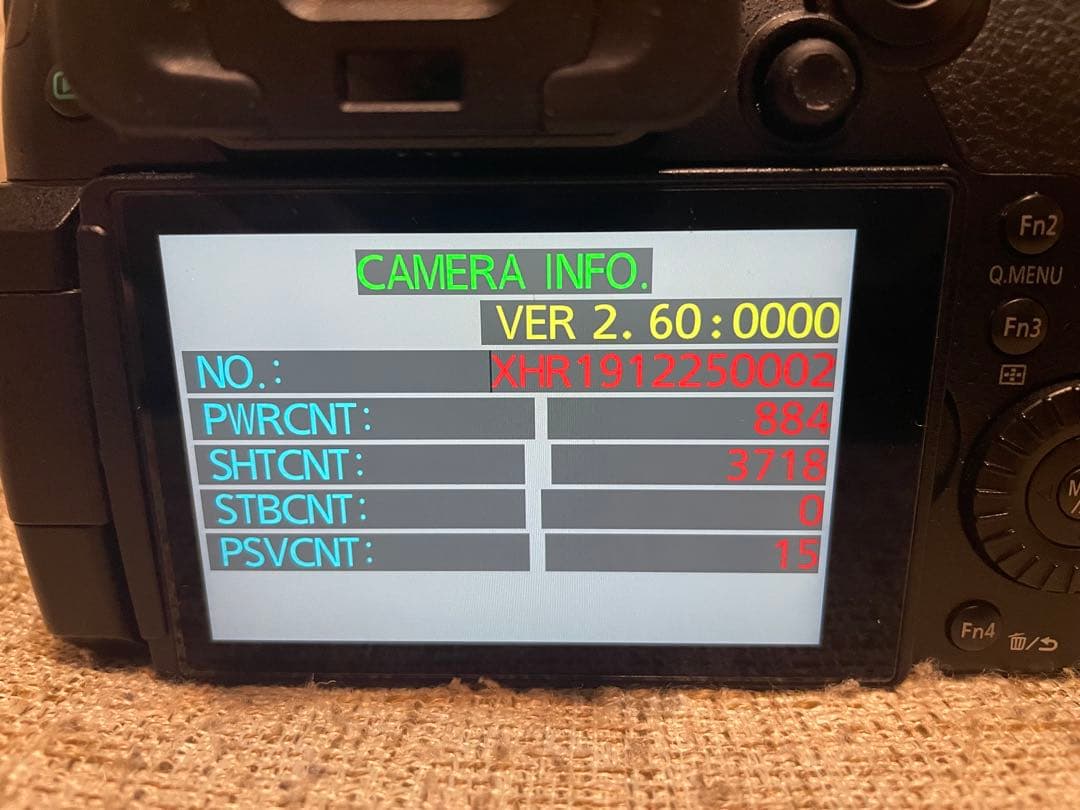 CAMERA INFO.
VER 2.60:0000
NO.: XHR1912250002
PWRCNT: 884
SHTCNT: 3718
STBCNT: 0
PSVCNT: 15
Fn2
Q.MENU
Fn3
Fn4